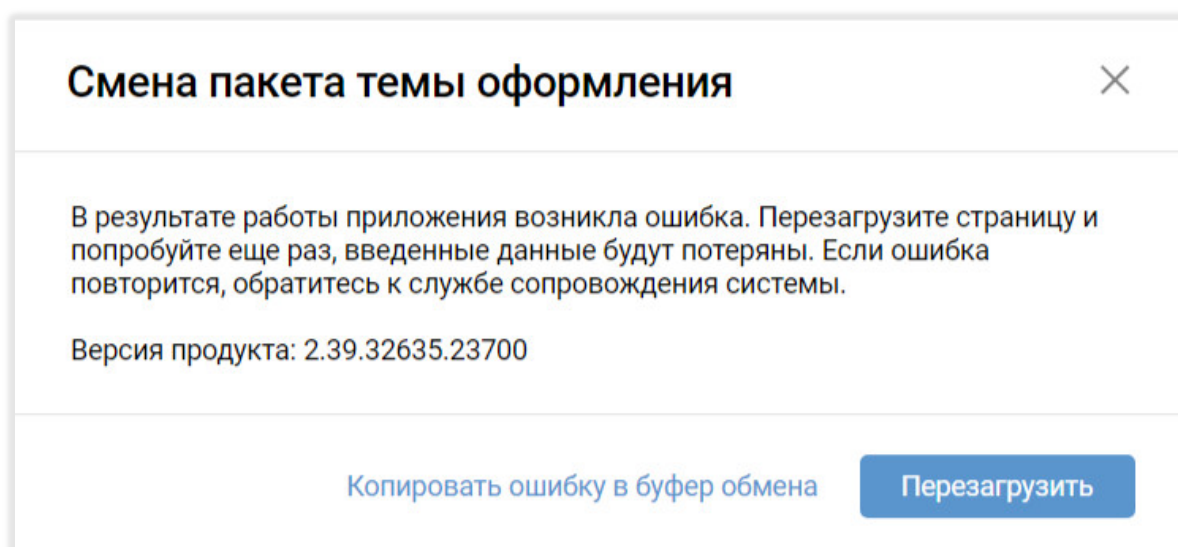 Смена пакета темы оформления
В результате работы приложения возникла ошибка. Перезагрузите страницу и
попробуйте еще раз, введенные данные будут потеряны. Если ошибка
повторится, обратитесь к службе сопровождения системы.
Версия продукта: 2.39.32635.23700
Копировать ошибку в буфер обмена
Перезагрузить